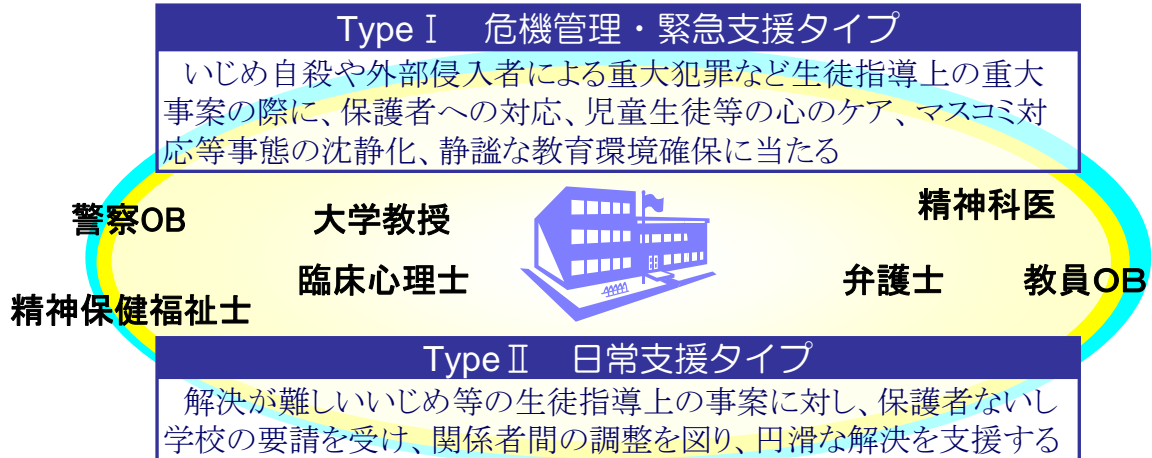 TypeⅠ　危機管理・緊急支援タイプ
いじめ自殺や外部侵入者による重大犯罪など生徒指導上の重大
事案の際に、保護者への対応、児童生徒等の心のケア、マスコミ対
応等事態の沈静化、静謐な教育環境確保に当たる
警察OB
大学教授
精神科医
臨床心理士
弁護士
教員OB
精神保健福祉士
TypeⅡ　日常支援タイプ
解決が難しいいじめ等の生徒指導上の事案に対し、保護者ないし
学校の要請を受け、関係者間の調整を図り、円滑な解決を支援する